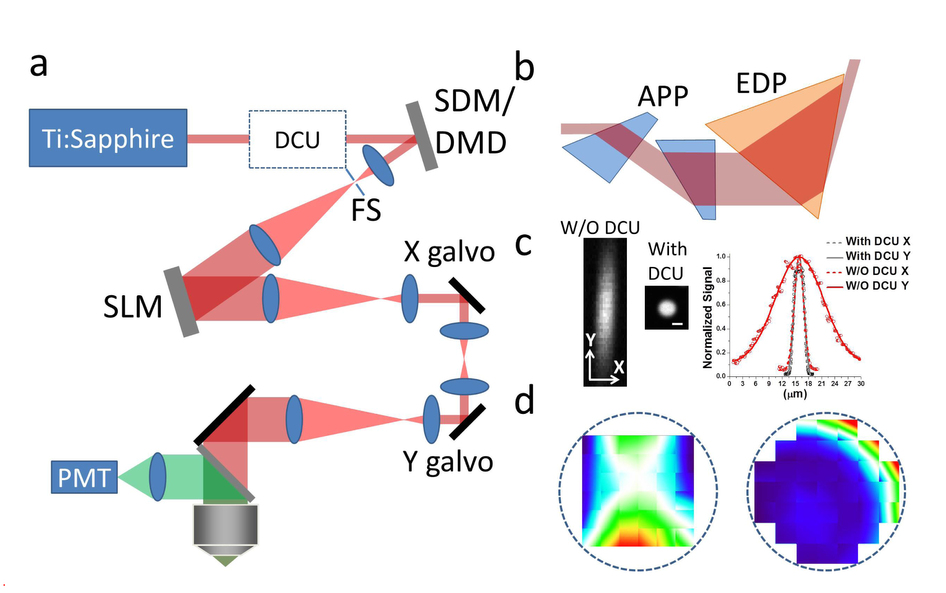 a
Ti:Sapphire
DCU
SDM/
DMD
FS
SLM
X galvo
Y galvo
PMT
b
APP
EDP
c
W/O DCU
With
DCU
Y
X
Normalized Signal
1.0
0.8
0.6
0.4
0.2
0.0
0 3 6 9 12 15 18 21 24 27 30
(μm)
With DCU X
With DCU Y
W/O DCU X
W/O DCU Y
d